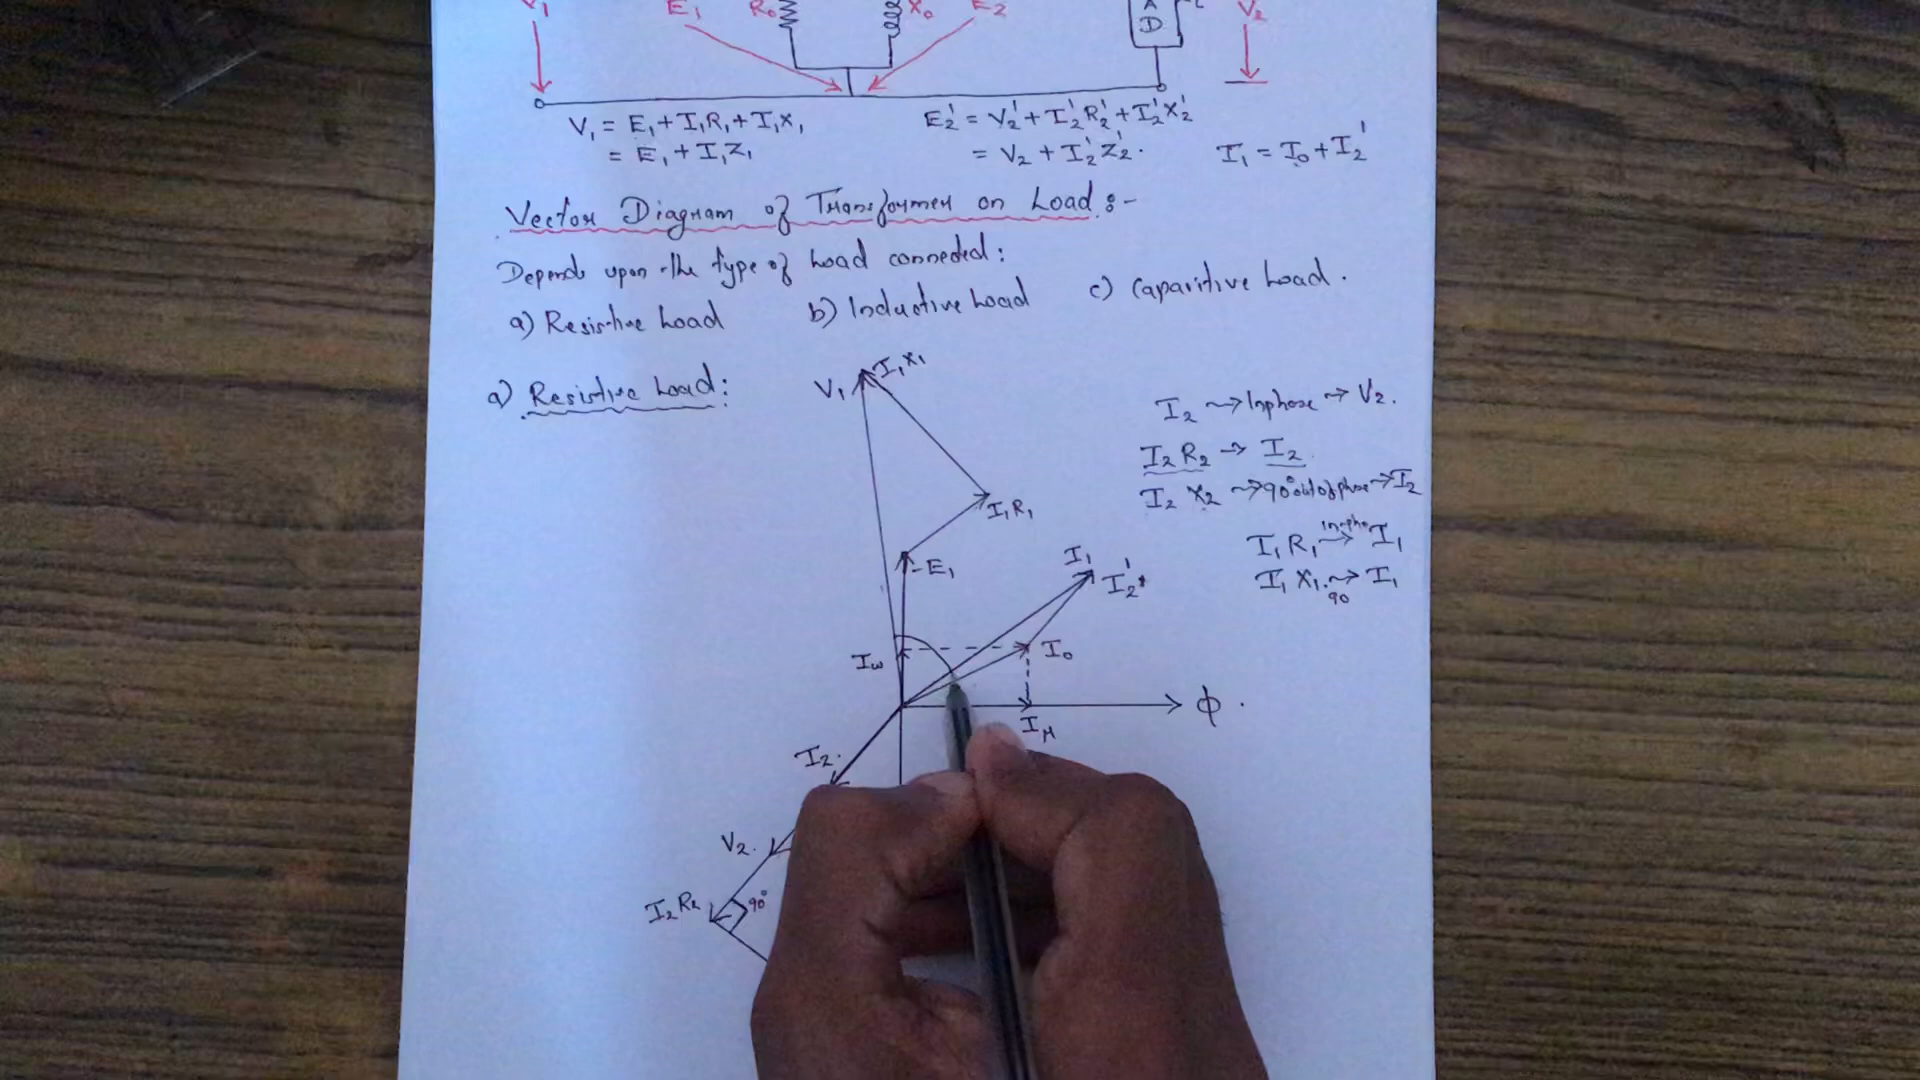 V₁ E₁ R₀ X₀ E₂ A L V₂
D
V₁ = E₁ + I₁R₁ + I₁X₁
= E₁ + I₁Z₁
E₂' = V₂' + I₂'R₂' + I₂'X₂'
= V₂ + I₂'Z₂'.
I₁ = I₀ + I₂'
Vector Diagram of Transformer on Load :-
Depends upon the type of Load connected :
a) Resistive Load b) Inductive Load c) Capacitive Load .
a) Resistive Load :
V₁ I₁X₁
I₁R₁
-E₁
I₁
I₂'
Iw I₀
ϕ .
Iμ
I₂.
V₂.
I₂R₂ 90°
I₂ → Inphase → V₂.
I₂R₂ → I₂.
I₂ X₂ → 90° out of phase → I₂
I₁R₁ inpha → I₁
I₁X₁ → I₁
90